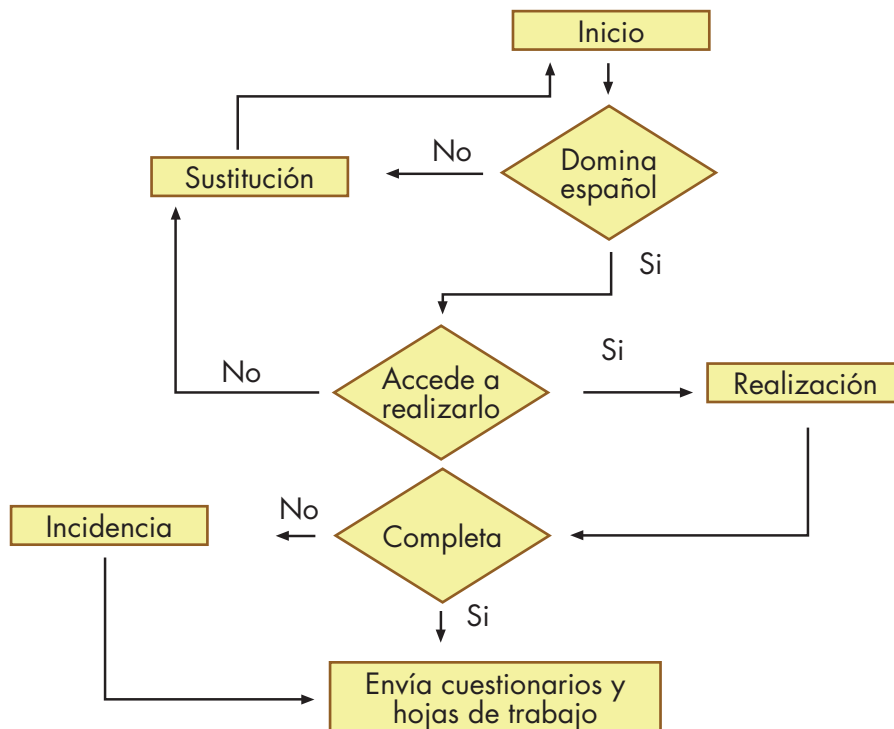 Inicio
No
Domina
español
Sustitución
Si
Si
No
Accede a
realizarlo
Realización
No
Incidencia
Completa
Si
Envía cuestionarios y
hojas de trabajo